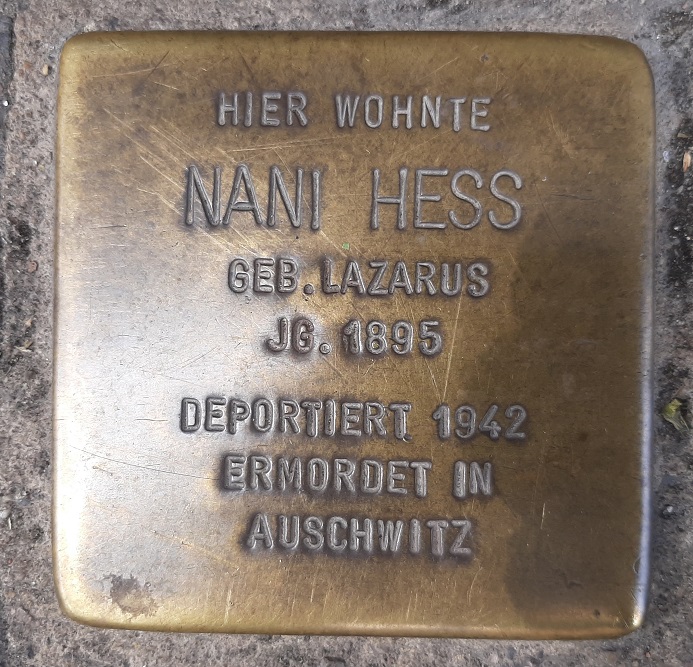 HIER WOHNTE
NANI HESS
GEB. LAZARUS
JG. 1895
DEPORTIERT 1942
ERMORDET IN
AUSCHWITZ